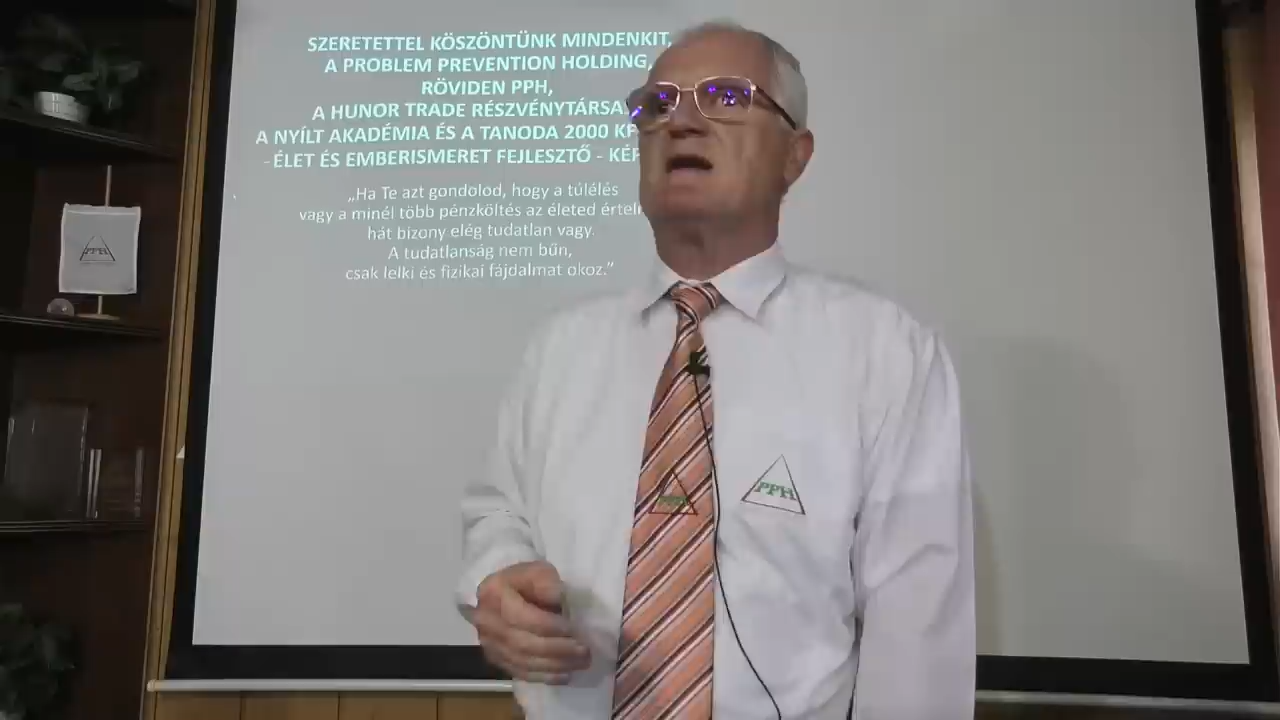 SZERETETTEL KÖSZÖNTÜNK MINDENKIT,
A PROBLEM PREVENTION HOLDING,
RÖVIDEN PPH,
A HUNOR TRADE
A NYÍLT AKADÉMIA ÉS A TANODA 2000
- ÉLET ÉS EMBERISMERET FEJLESZTŐ -
„Ha Te azt gondolod, hogy a túlélés
vagy a minél több pénzköltés az életed
hát bizony elég tudatlan vagy.
A tudatlanság nem bűn,
csak lelki és fizikai fájdalmat okoz.”
PPH
PPH
PPH